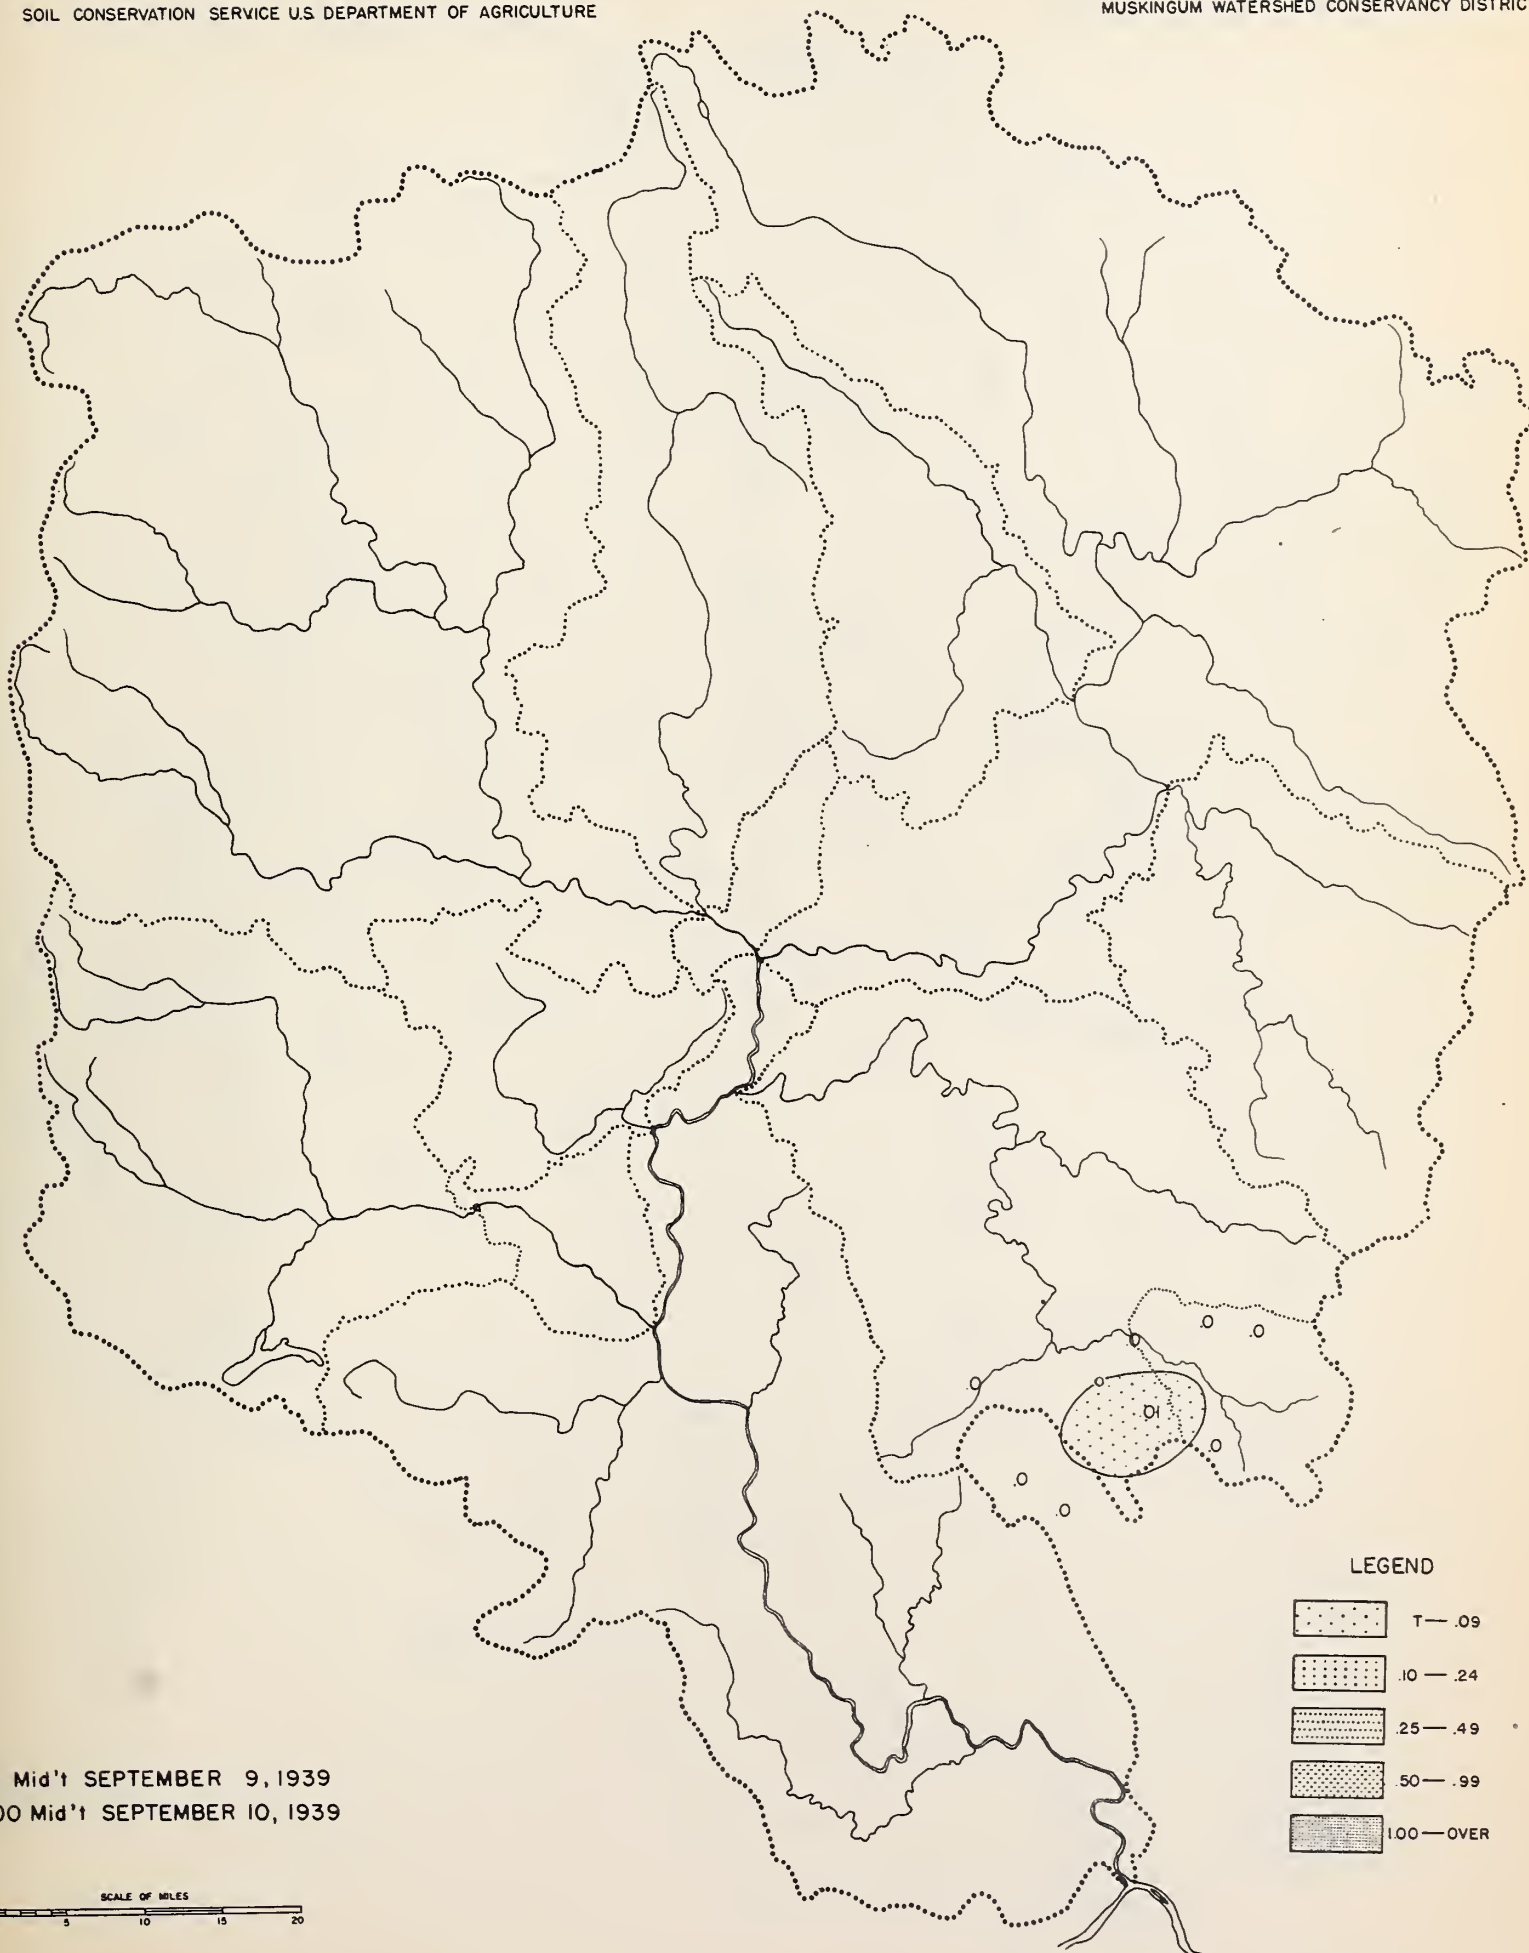 SOIL CONSERVATION SERVICE U.S. DEPARTMENT OF AGRICULTURE
MUSKINGUM WATERSHED CONSERVANCY DISTRIC
.0
.0
.0
.0
.0
.01
.0
.0
.0
LEGEND
T — .09
.10 — .24
.25 — .49
.50 — .99
1.00 — OVER
Mid't SEPTEMBER 9, 1939
00 Mid't SEPTEMBER 10, 1939
SCALE OF MILES
5 10 15 20